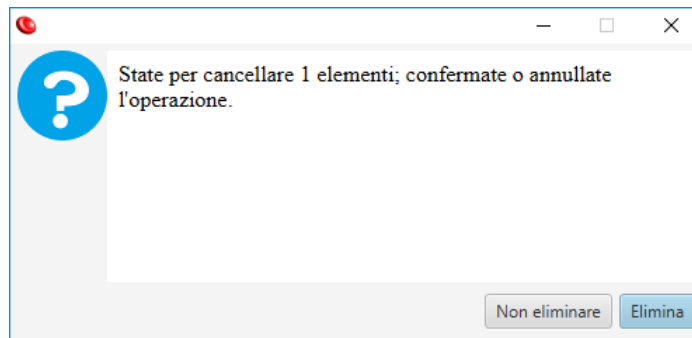 State per cancellare 1 elementi; confermate o annullate
l'operazione.
Non eliminare
Elimina